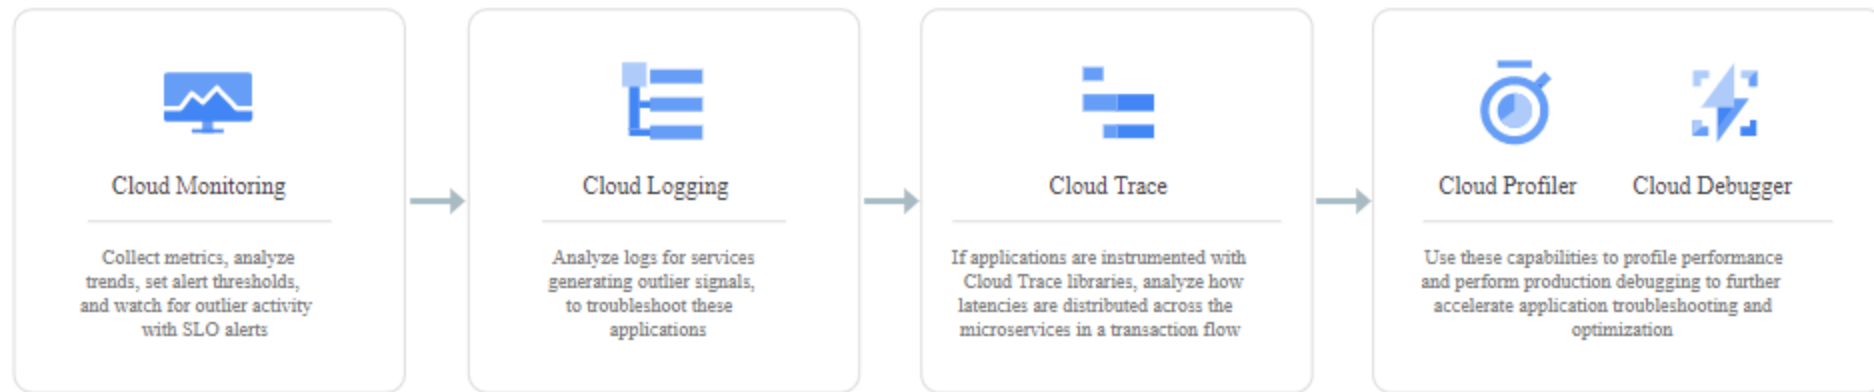 Cloud Monitoring
Collect metrics, analyze
trends, set alert thresholds,
and watch for outlier activity
with SLO alerts
Cloud Logging
Analyze logs for services
generating outlier signals,
to troubleshoot these
applications
Cloud Trace
If applications are instrumented with
Cloud Trace libraries, analyze how
latencies are distributed across the
microservices in a transaction flow
Cloud Profiler
Cloud Debugger
Use these capabilities to profile performance
and perform production debugging to further
accelerate application troubleshooting and
optimization